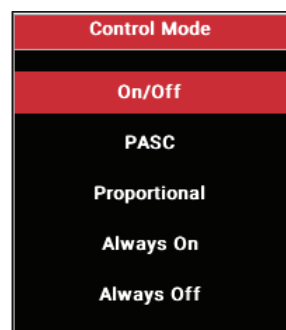 Control Mode
On/Off
PASC
Proportional
Always On
Always Off